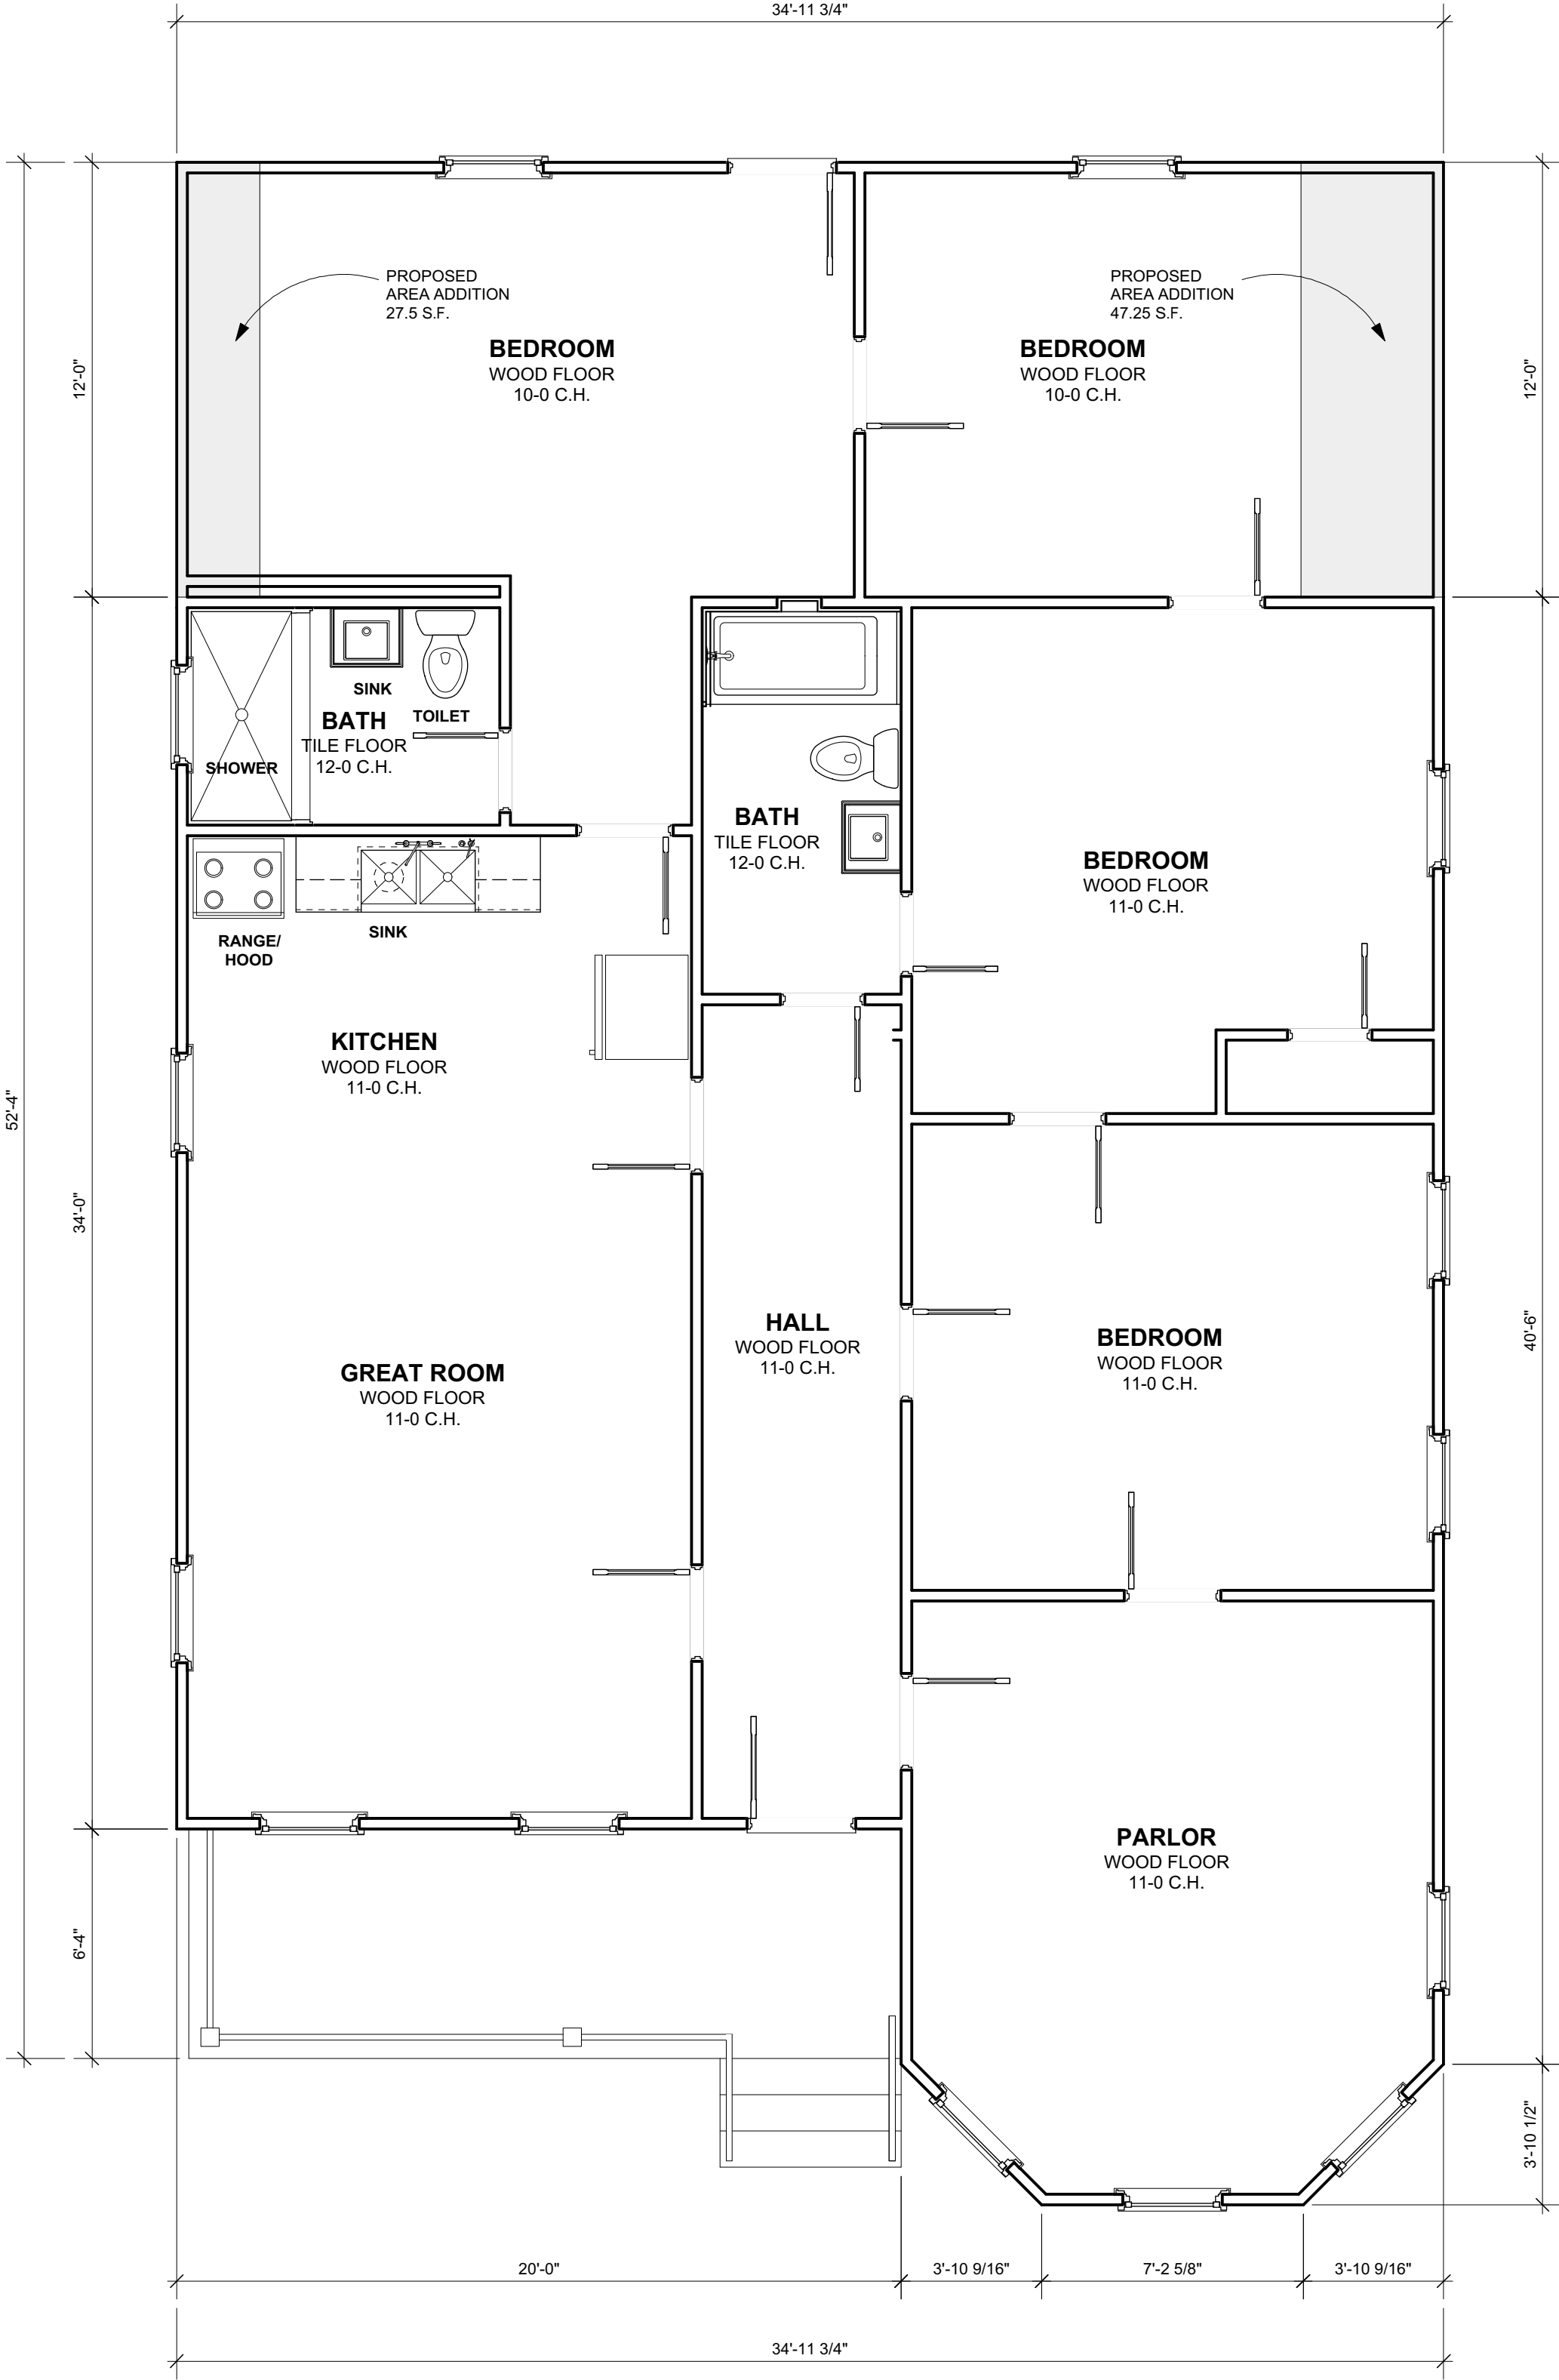 34'-11 3/4"
PROPOSED
AREA ADDITION
27.5 S.F.
PROPOSED
AREA ADDITION
47.25 S.F.
BEDROOM
WOOD FLOOR
10-0 C.H.
BEDROOM
WOOD FLOOR
10-0 C.H.
12'-0"
12'-0"
SINK
TOILET
BATH
TILE FLOOR
12-0 C.H.
SHOWER
BATH
TILE FLOOR
12-0 C.H.
BEDROOM
WOOD FLOOR
11-0 C.H.
RANGE/
HOOD
SINK
KITCHEN
WOOD FLOOR
11-0 C.H.
52'-4"
34'-0"
HALL
WOOD FLOOR
11-0 C.H.
BEDROOM
WOOD FLOOR
11-0 C.H.
40'-6"
GREAT ROOM
WOOD FLOOR
11-0 C.H.
PARLOR
WOOD FLOOR
11-0 C.H.
6'-4"
3'-10 1/2"
20'-0"
3'-10 9/16"
7'-2 5/8"
3'-10 9/16"
34'-11 3/4"